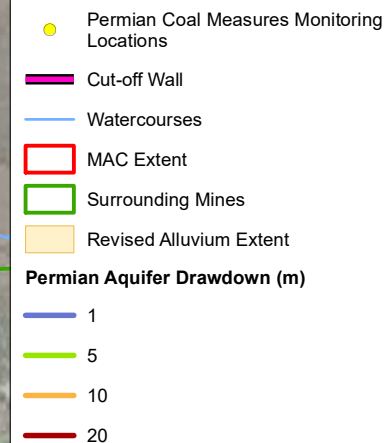 Permian Coal Measures Monitoring
Locations
Cut-off Wall
Watercourses
MAC Extent
Surrounding Mines
Revised Alluvium Extent
Permian Aquifer Drawdown (m)
1
5
10
20